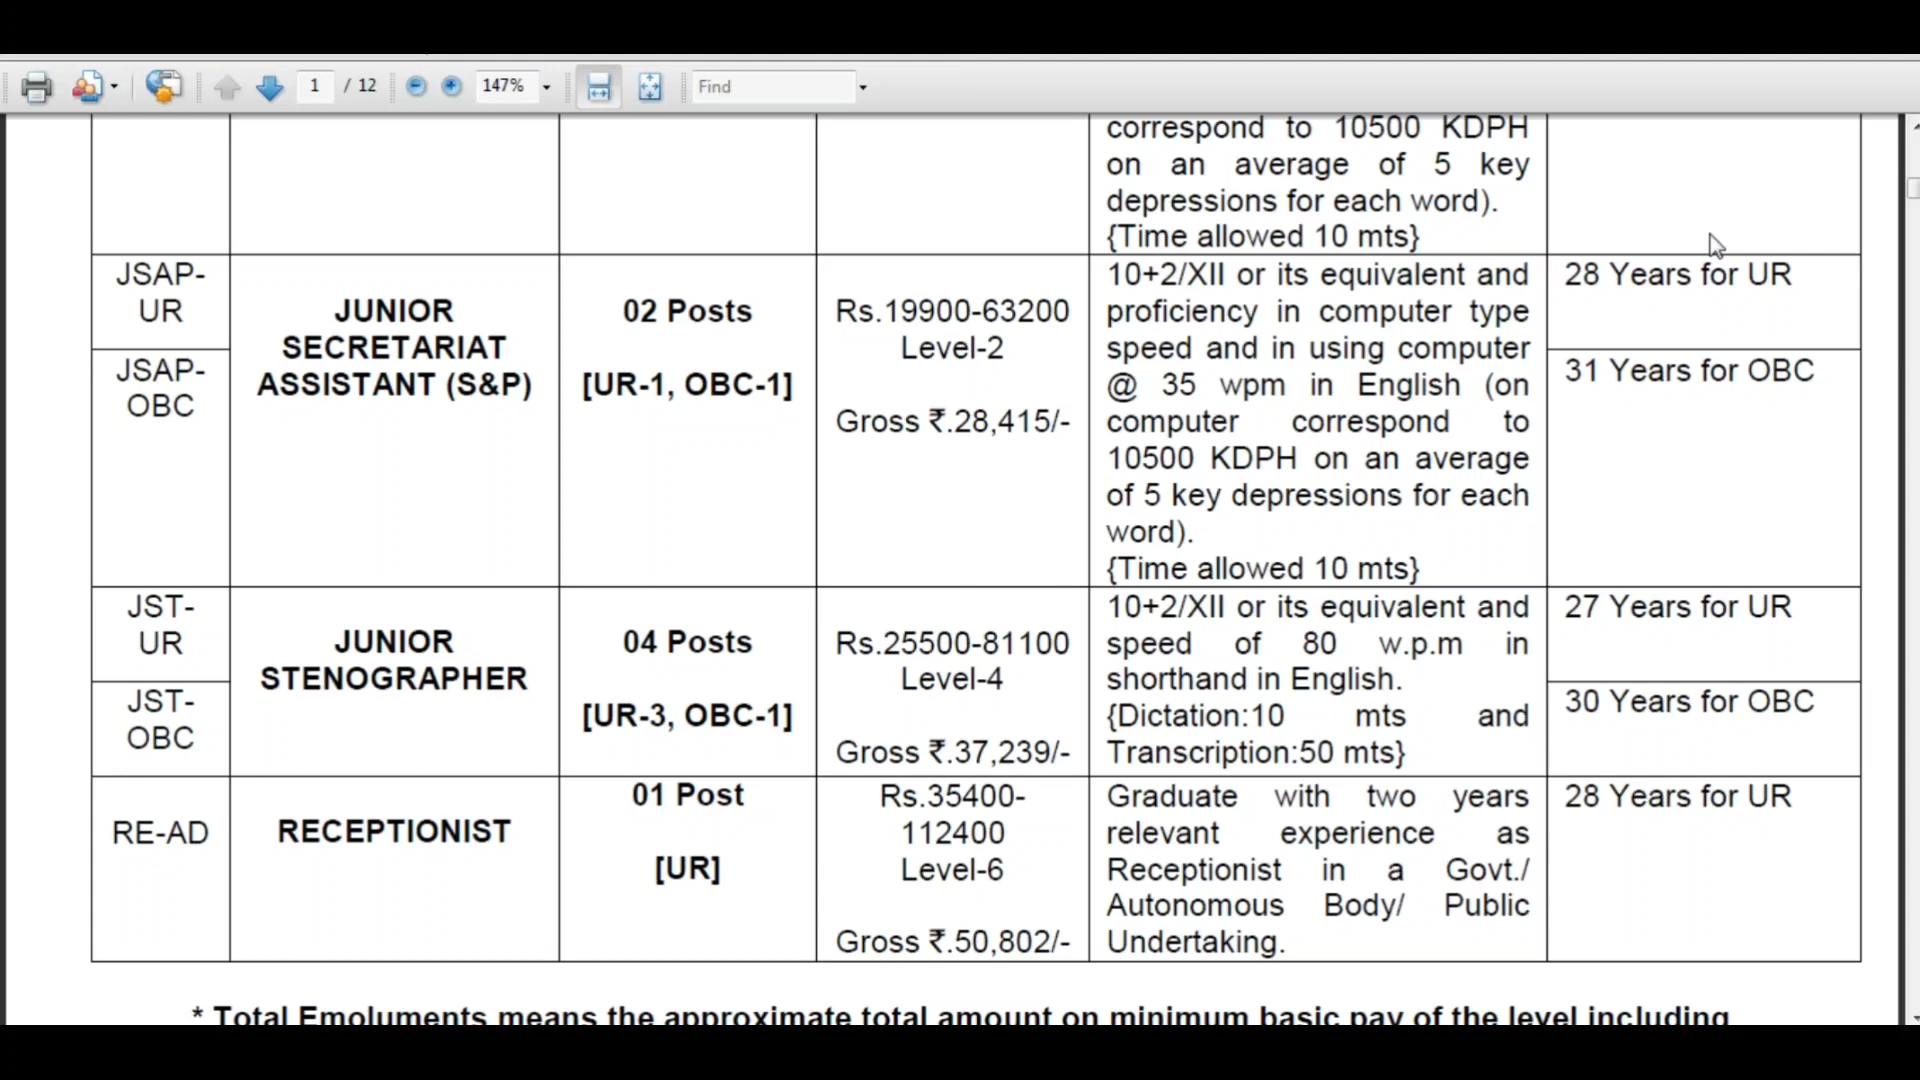 1 / 12 147% Find
correspond to 10500 KDPH
on an average of 5 key
depressions for each word).
{Time allowed 10 mts}
JSAP-
UR
JSAP-
OBC
JUNIOR
SECRETARIAT
ASSISTANT (S&P)
02 Posts
[UR-1, OBC-1]
Rs.19900-63200
Level-2
Gross ₹.28,415/-
10+2/XII or its equivalent and
proficiency in computer type
speed and in using computer
@ 35 wpm in English (on
computer correspond to
10500 KDPH on an average
of 5 key depressions for each
word).
{Time allowed 10 mts}
28 Years for UR
31 Years for OBC
JST-
UR
JST-
OBC
JUNIOR
STENOGRAPHER
04 Posts
[UR-3, OBC-1]
Rs.25500-81100
Level-4
Gross ₹.37,239/-
10+2/XII or its equivalent and
speed of 80 w.p.m in
shorthand in English.
{Dictation:10 mts and
Transcription:50 mts}
27 Years for UR
30 Years for OBC
RE-AD
RECEPTIONIST
01 Post
[UR]
Rs.35400-
112400
Level-6
Gross ₹.50,802/-
Graduate with two years
relevant experience as
Receptionist in a Govt./
Autonomous Body/ Public
Undertaking.
28 Years for UR
* Total Emoluments means the approximate total amount on minimum basic pay of the level including